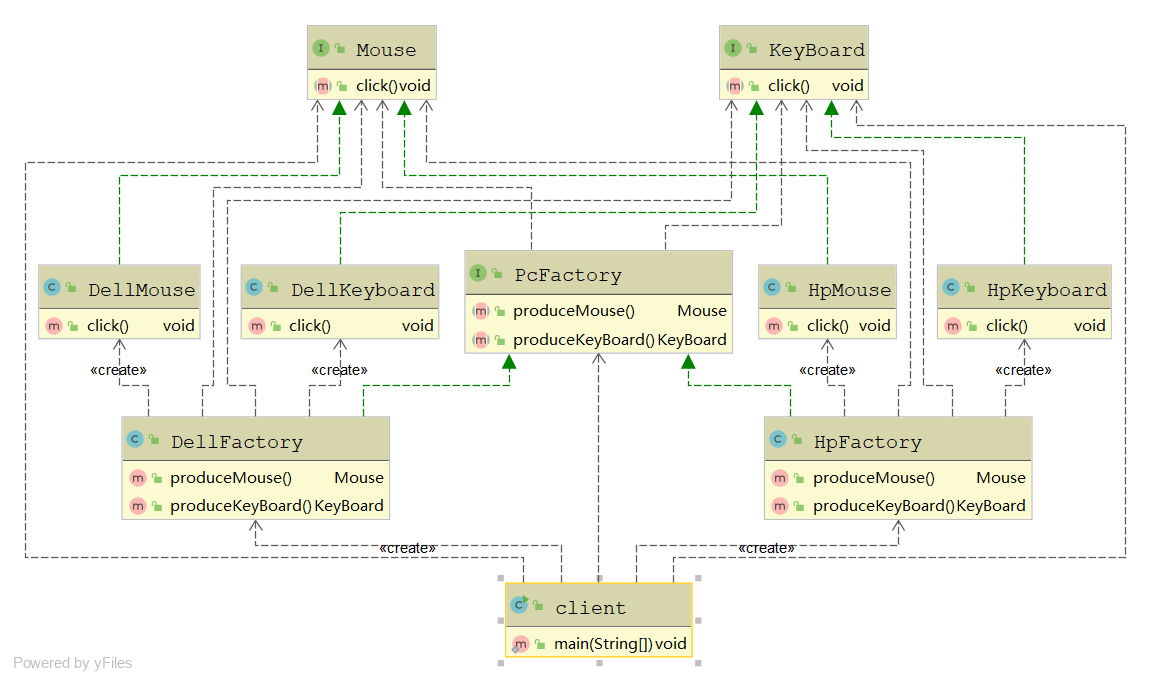 Mouse
click() void
KeyBoard
click() void
DellMouse
click() void
DellKeyboard
click() void
PcFactory
produceMouse() Mouse
produceKeyBoard() KeyBoard
HpMouse
click() void
HpKeyboard
click() void
«create»
«create»
«create»
«create»
DellFactory
produceMouse() Mouse
produceKeyBoard() KeyBoard
HpFactory
produceMouse() Mouse
produceKeyBoard() KeyBoard
«create»
«create»
client
main(String[]) void
Powered by yFiles